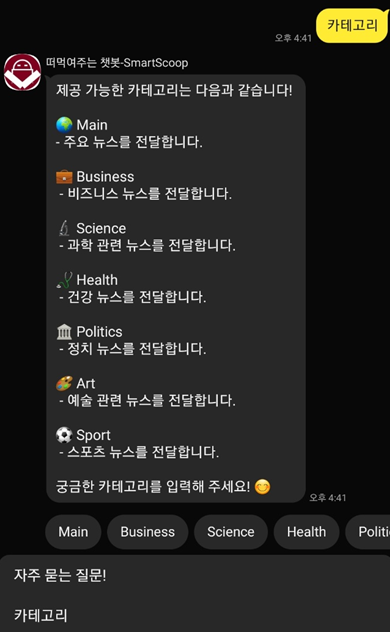 카테고리
오후 4:41
떠먹여주는 챗봇-SmartScoop
제공 가능한 카테고리는 다음과 같습니다!
🌍 Main
- 주요 뉴스를 전달합니다.
💼 Business
- 비즈니스 뉴스를 전달합니다.
🔬 Science
- 과학 관련 뉴스를 전달합니다.
🩺 Health
- 건강 뉴스를 전달합니다.
🏛️ Politics
- 정치 뉴스를 전달합니다.
🎨 Art
- 예술 관련 뉴스를 전달합니다.
⚽ Sport
- 스포츠 뉴스를 전달합니다.
궁금한 카테고리를 입력해 주세요! 😊
오후 4:41
Main Business Science Health Politi
자주 묻는 질문!
카테고리